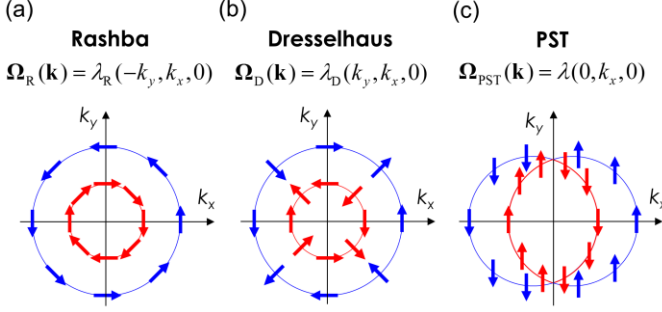 (a) (b) (c)
Rashba Dresselhaus PST
Ω_R(k) = λ_R(-k_y, k_x, 0) Ω_D(k) = λ_D(k_y, k_x, 0) Ω_PST(k) = λ(0, k_x, 0)
k_y k_y k_y
k_x k_x k_x